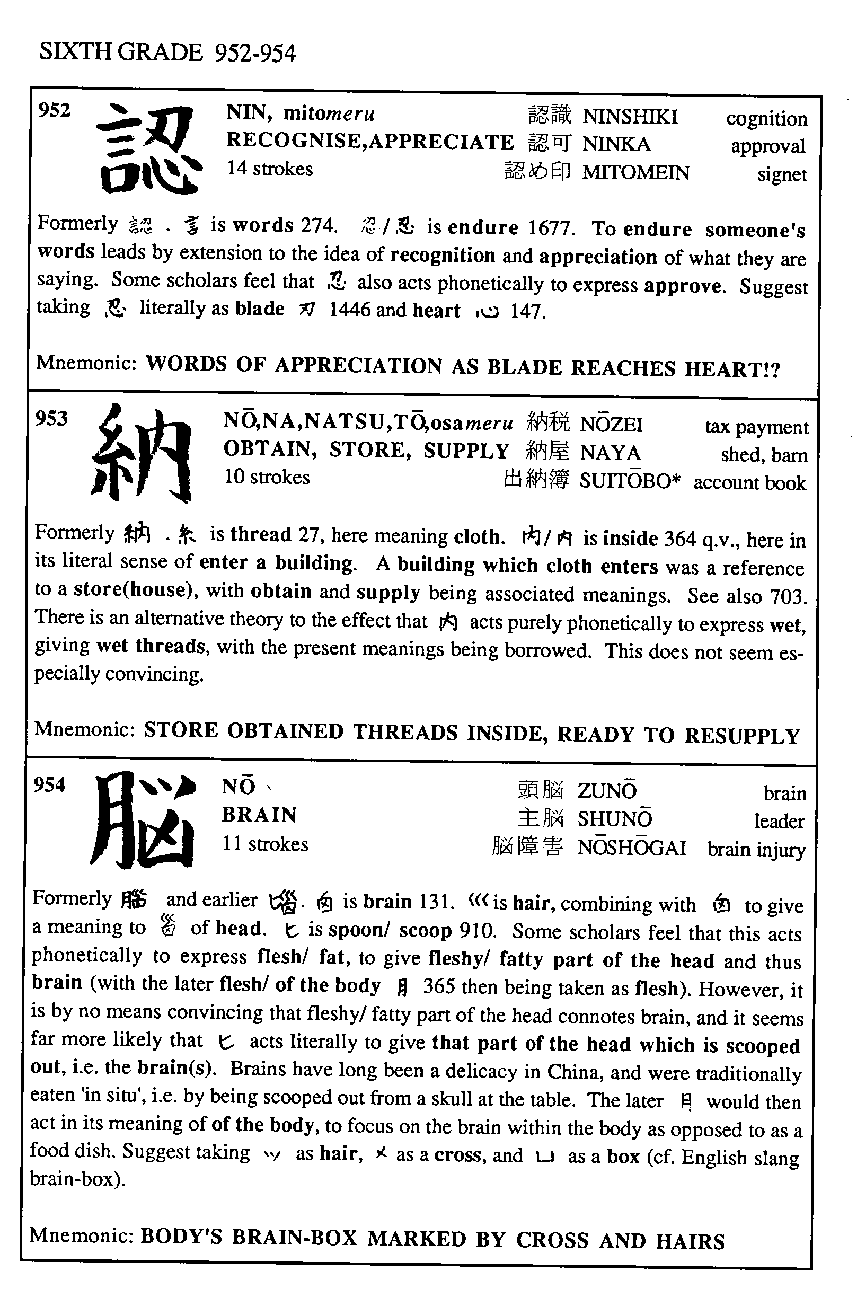 SIXTH GRADE 952-954
952 認 NIN, mitomeru 認識 NINSHIKI cognition
RECOGNISE, APPRECIATE 認可 NINKA approval
14 strokes 認め印 MITOMEIN signet
Formerly 認. 言 is words 274. 忍/忍 is endure 1677. To endure someone's
words leads by extension to the idea of recognition and appreciation of what they are
saying. Some scholars feel that 忍 also acts phonetically to express approve. Suggest
taking 忍 literally as blade 刃 1446 and heart 心 147.
Mnemonic: WORDS OF APPRECIATION AS BLADE REACHES HEART!?
953 納 NŌ,NA,NATSU,TŌ,osameru 納税 NŌZEI tax payment
OBTAIN, STORE, SUPPLY 納屋 NAYA shed, barn
10 strokes 出納簿 SUITŌBO* account book
Formerly 納. 糸 is thread 27, here meaning cloth. 内/内 is inside 364 q.v., here in
its literal sense of enter a building. A building which cloth enters was a reference
to a store(house), with obtain and supply being associated meanings. See also 703.
There is an alternative theory to the effect that 内 acts purely phonetically to express wet,
giving wet threads, with the present meanings being borrowed. This does not seem es-
pecially convincing.
Mnemonic: STORE OBTAINED THREADS INSIDE, READY TO RESUPPLY
954 脳 NŌ 頭脳 ZUNŌ brain
BRAIN 主脳 SHUNŌ leader
11 strokes 脳障害 NŌSHŌGAI brain injury
Formerly 腦 and earlier . 囟 is brain 131. 巛 is hair, combining with 囟 to give
a meaning to of head. 匕 is spoon/ scoop 910. Some scholars feel that this acts
phonetically to express flesh/ fat, to give fleshy/ fatty part of the head and thus
brain (with the later flesh/ of the body 月 365 then being taken as flesh). However, it
is by no means convincing that fleshy/ fatty part of the head connotes brain, and it seems
far more likely that 匕 acts literally to give that part of the head which is scooped
out, i.e. the brain(s). Brains have long been a delicacy in China, and were traditionally
eaten 'in situ', i.e. by being scooped out from a skull at the table. The later 月 would then
act in its meaning of of the body, to focus on the brain within the body as opposed to as a
food dish. Suggest taking ⺍ as hair, 㐅 as a cross, and 凵 as a box (cf. English slang
brain-box).
Mnemonic: BODY'S BRAIN-BOX MARKED BY CROSS AND HAIRS